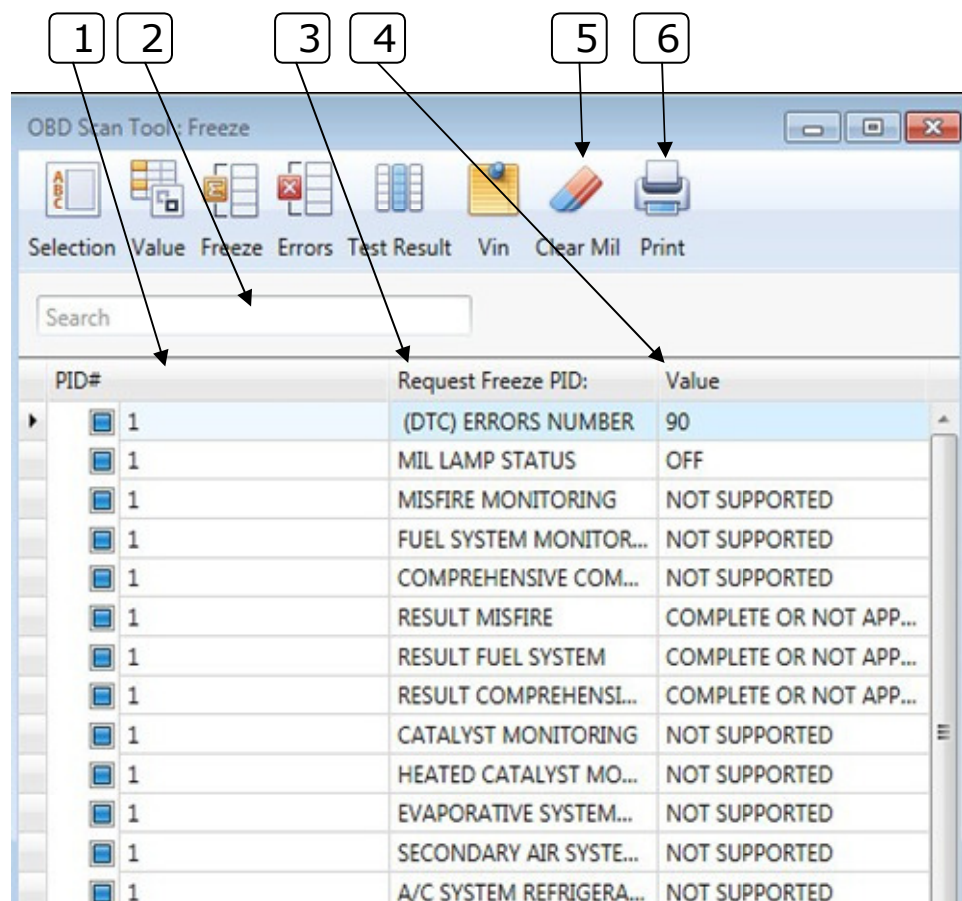 1 2 3 4 5 6
OBD Scan Tool : Freeze
A B C
Selection Value Freeze Errors Test Result Vin Clear Mil Print
Search
PID# Request Freeze PID: Value
1 (DTC) ERRORS NUMBER 90
1 MIL LAMP STATUS OFF
1 MISFIRE MONITORING NOT SUPPORTED
1 FUEL SYSTEM MONITOR... NOT SUPPORTED
1 COMPREHENSIVE COM... NOT SUPPORTED
1 RESULT MISFIRE COMPLETE OR NOT APP...
1 RESULT FUEL SYSTEM COMPLETE OR NOT APP...
1 RESULT COMPREHENSI... COMPLETE OR NOT APP...
1 CATALYST MONITORING NOT SUPPORTED
1 HEATED CATALYST MO... NOT SUPPORTED
1 EVAPORATIVE SYSTEM... NOT SUPPORTED
1 SECONDARY AIR SYSTE... NOT SUPPORTED
1 A/C SYSTEM REFRIGERA... NOT SUPPORTED